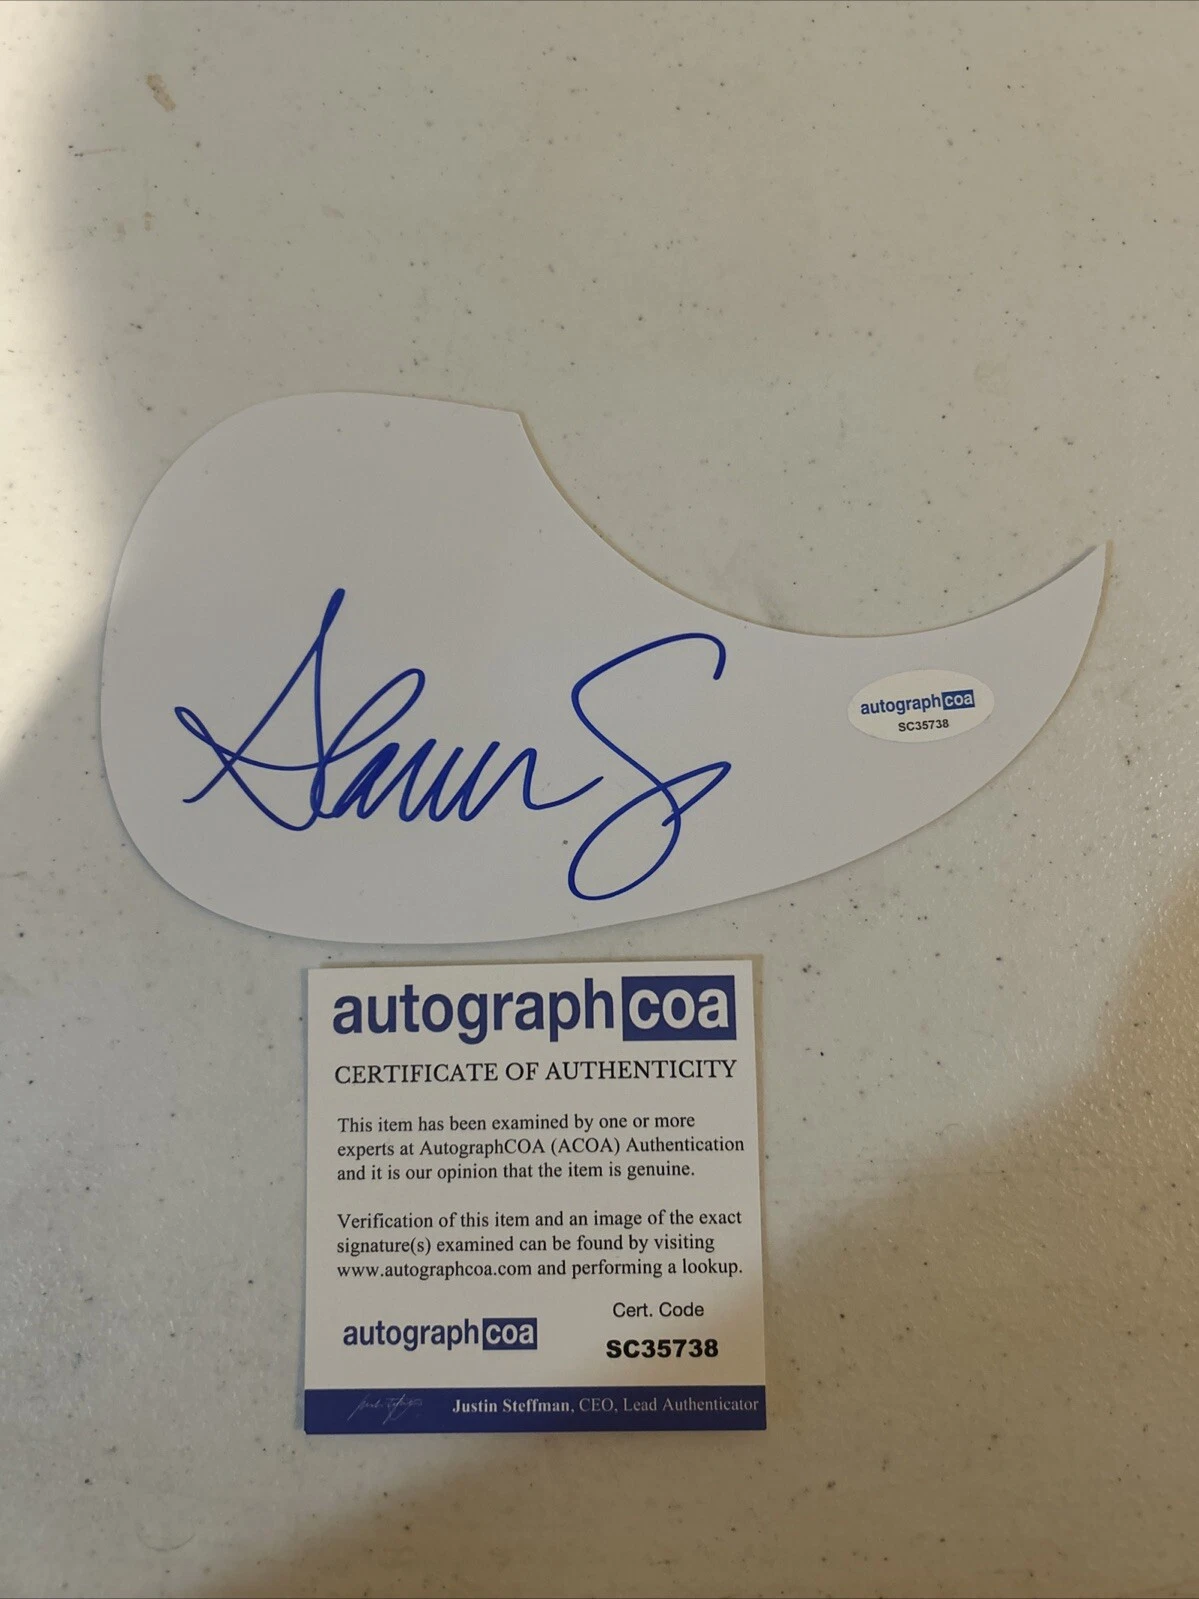 autographcoa
SC35738
autographcoa
CERTIFICATE OF AUTHENTICITY
This item has been examined by one or more
experts at AutographCOA (ACOA) Authentication
and it is our opinion that the item is genuine.
Verification of this item and an image of the exact
signature(s) examined can be found by visiting
www.autographcoa.com and performing a lookup.
Cert. Code
autographcoa
SC35738
Justin Steffman, CEO, Lead Authenticator